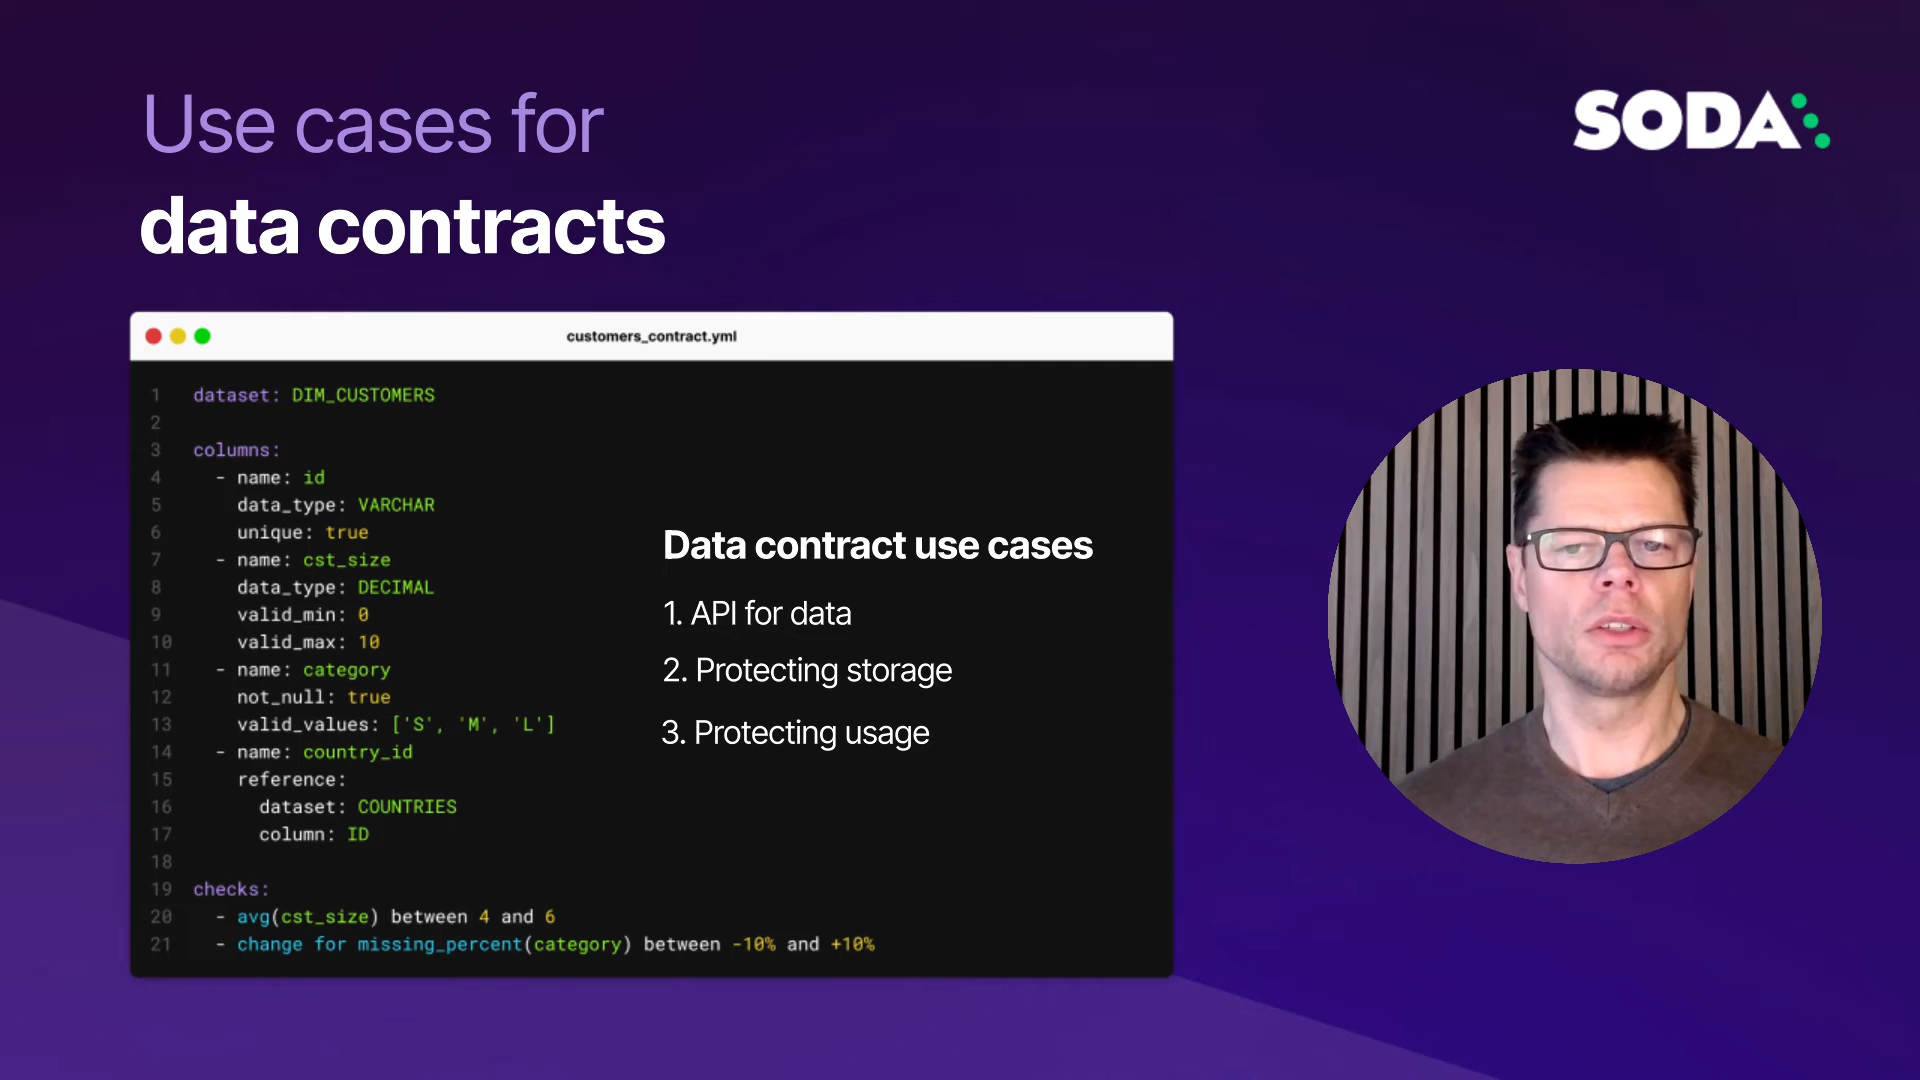 Use cases for
data contracts
SODA
customers_contract.yml
1 dataset: DIM_CUSTOMERS
2
3 columns:
4 - name: id
5 data_type: VARCHAR
6 unique: true
7 - name: cst_size
8 data_type: DECIMAL
9 valid_min: 0
10 valid_max: 10
11 - name: category
12 not_null: true
13 valid_values: ['S', 'M', 'L']
14 - name: country_id
15 reference:
16 dataset: COUNTRIES
17 column: ID
18
19 checks:
20 - avg(cst_size) between 4 and 6
21 - change for missing_percent(category) between -10% and +10%
Data contract use cases
1. API for data
2. Protecting storage
3. Protecting usage